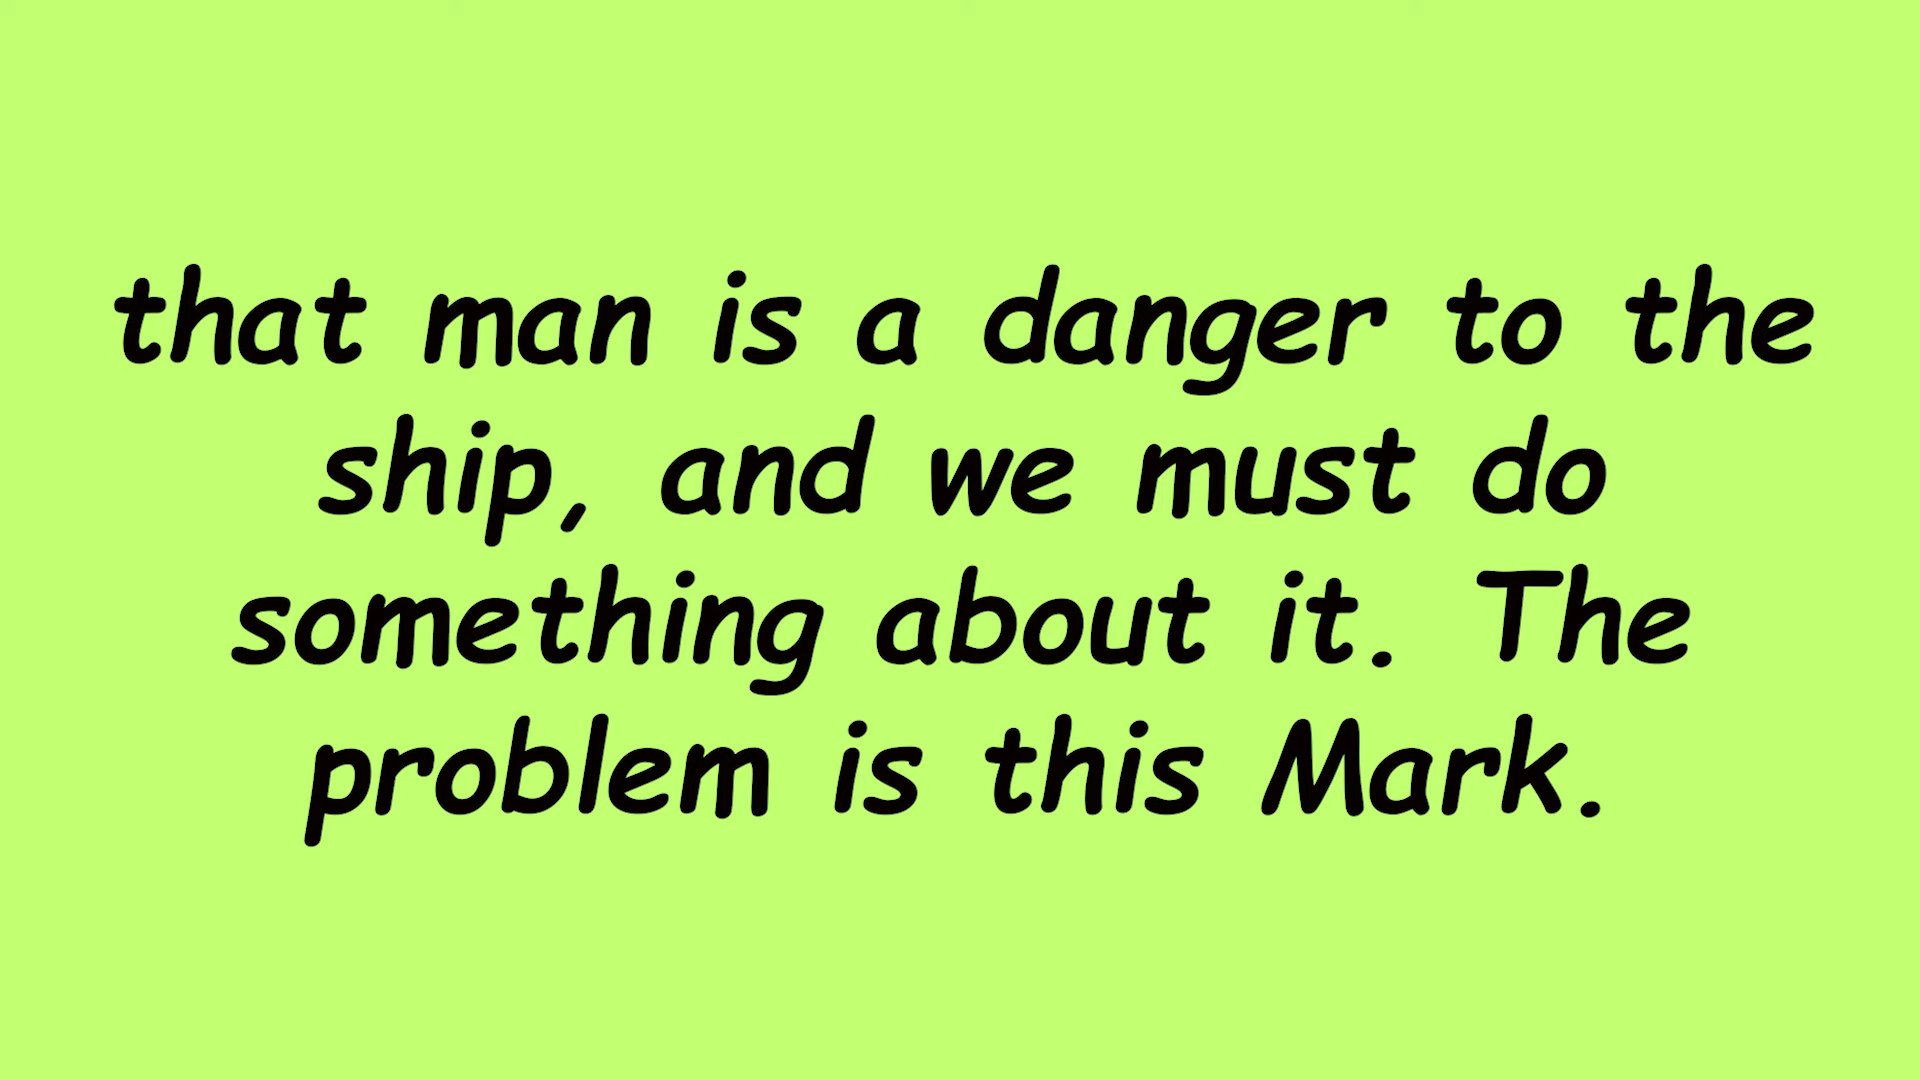 that man is a danger to the
ship, and we must do
something about it. The
problem is this Mark.